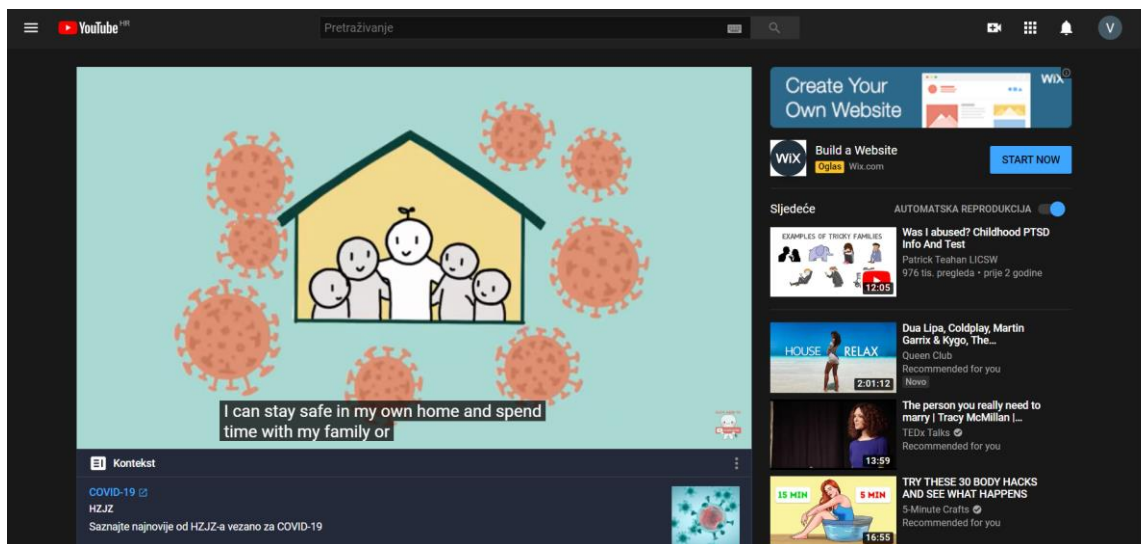 YouTube HR
Pretraživanje
V
I can stay safe in my own home and spend
time with my family or
Kontekst
COVID-19
HZJZ
Saznajte najnovije od HZJZ-a vezano za COVID-19
Create Your
Own Website
WiX
WiX
Build a Website
Oglas Wix.com
START NOW
Sljedeće
AUTOMATSKA REPRODUKCIJA
EXAMPLES OF TRICKY FAMILIES
12:05
Was I abused? Childhood PTSD
Info And Test
Patrick Teahan LICSW
976 tis. pregleda • prije 2 godine
HOUSE RELAX
2:01:12
Dua Lipa, Coldplay, Martin
Garrix & Kygo, The...
Queen Club
Recommended for you
Novo
13:59
The person you really need to
marry | Tracy McMillan |...
TEDx Talks
Recommended for you
15 MIN
5 MIN
16:55
TRY THESE 30 BODY HACKS
AND SEE WHAT HAPPENS
5-Minute Crafts
Recommended for you